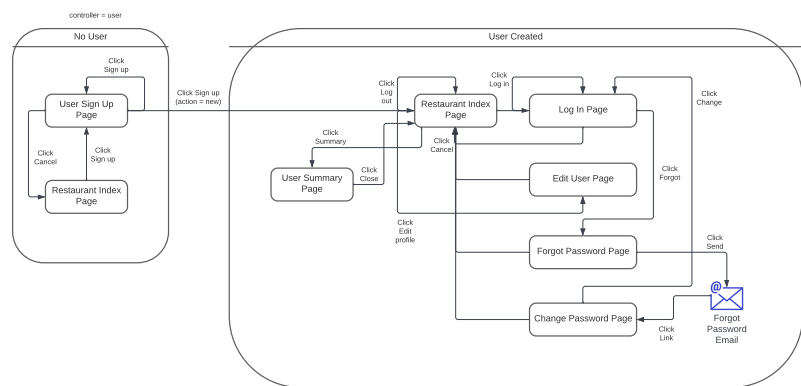 controller = user
No User
User Created
Click
Sign up
User Sign Up
Page
Click
Cancel
Click
Sign up
Restaurant Index
Page
Click Sign up
(action = new)
Click
Log
out
Restaurant Index
Page
Click
Log in
Log In Page
Click
Change
Click
Summary
Click
Cancel
User Summary
Page
Click
Close
Edit User Page
Click
Forgot
Click
Edit
profile
Forgot Password Page
Click
Send
@
Change Password Page
Click
Link
Forgot
Password
Email